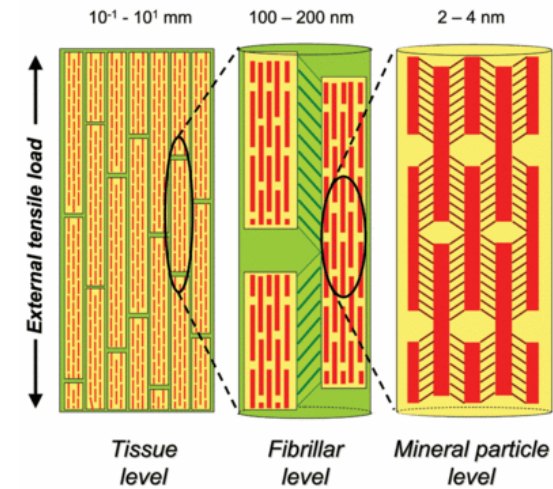 10⁻¹ - 10¹ mm
100 – 200 nm
2 – 4 nm
External tensile load
Tissue
level
Fibrillar
level
Mineral particle
level